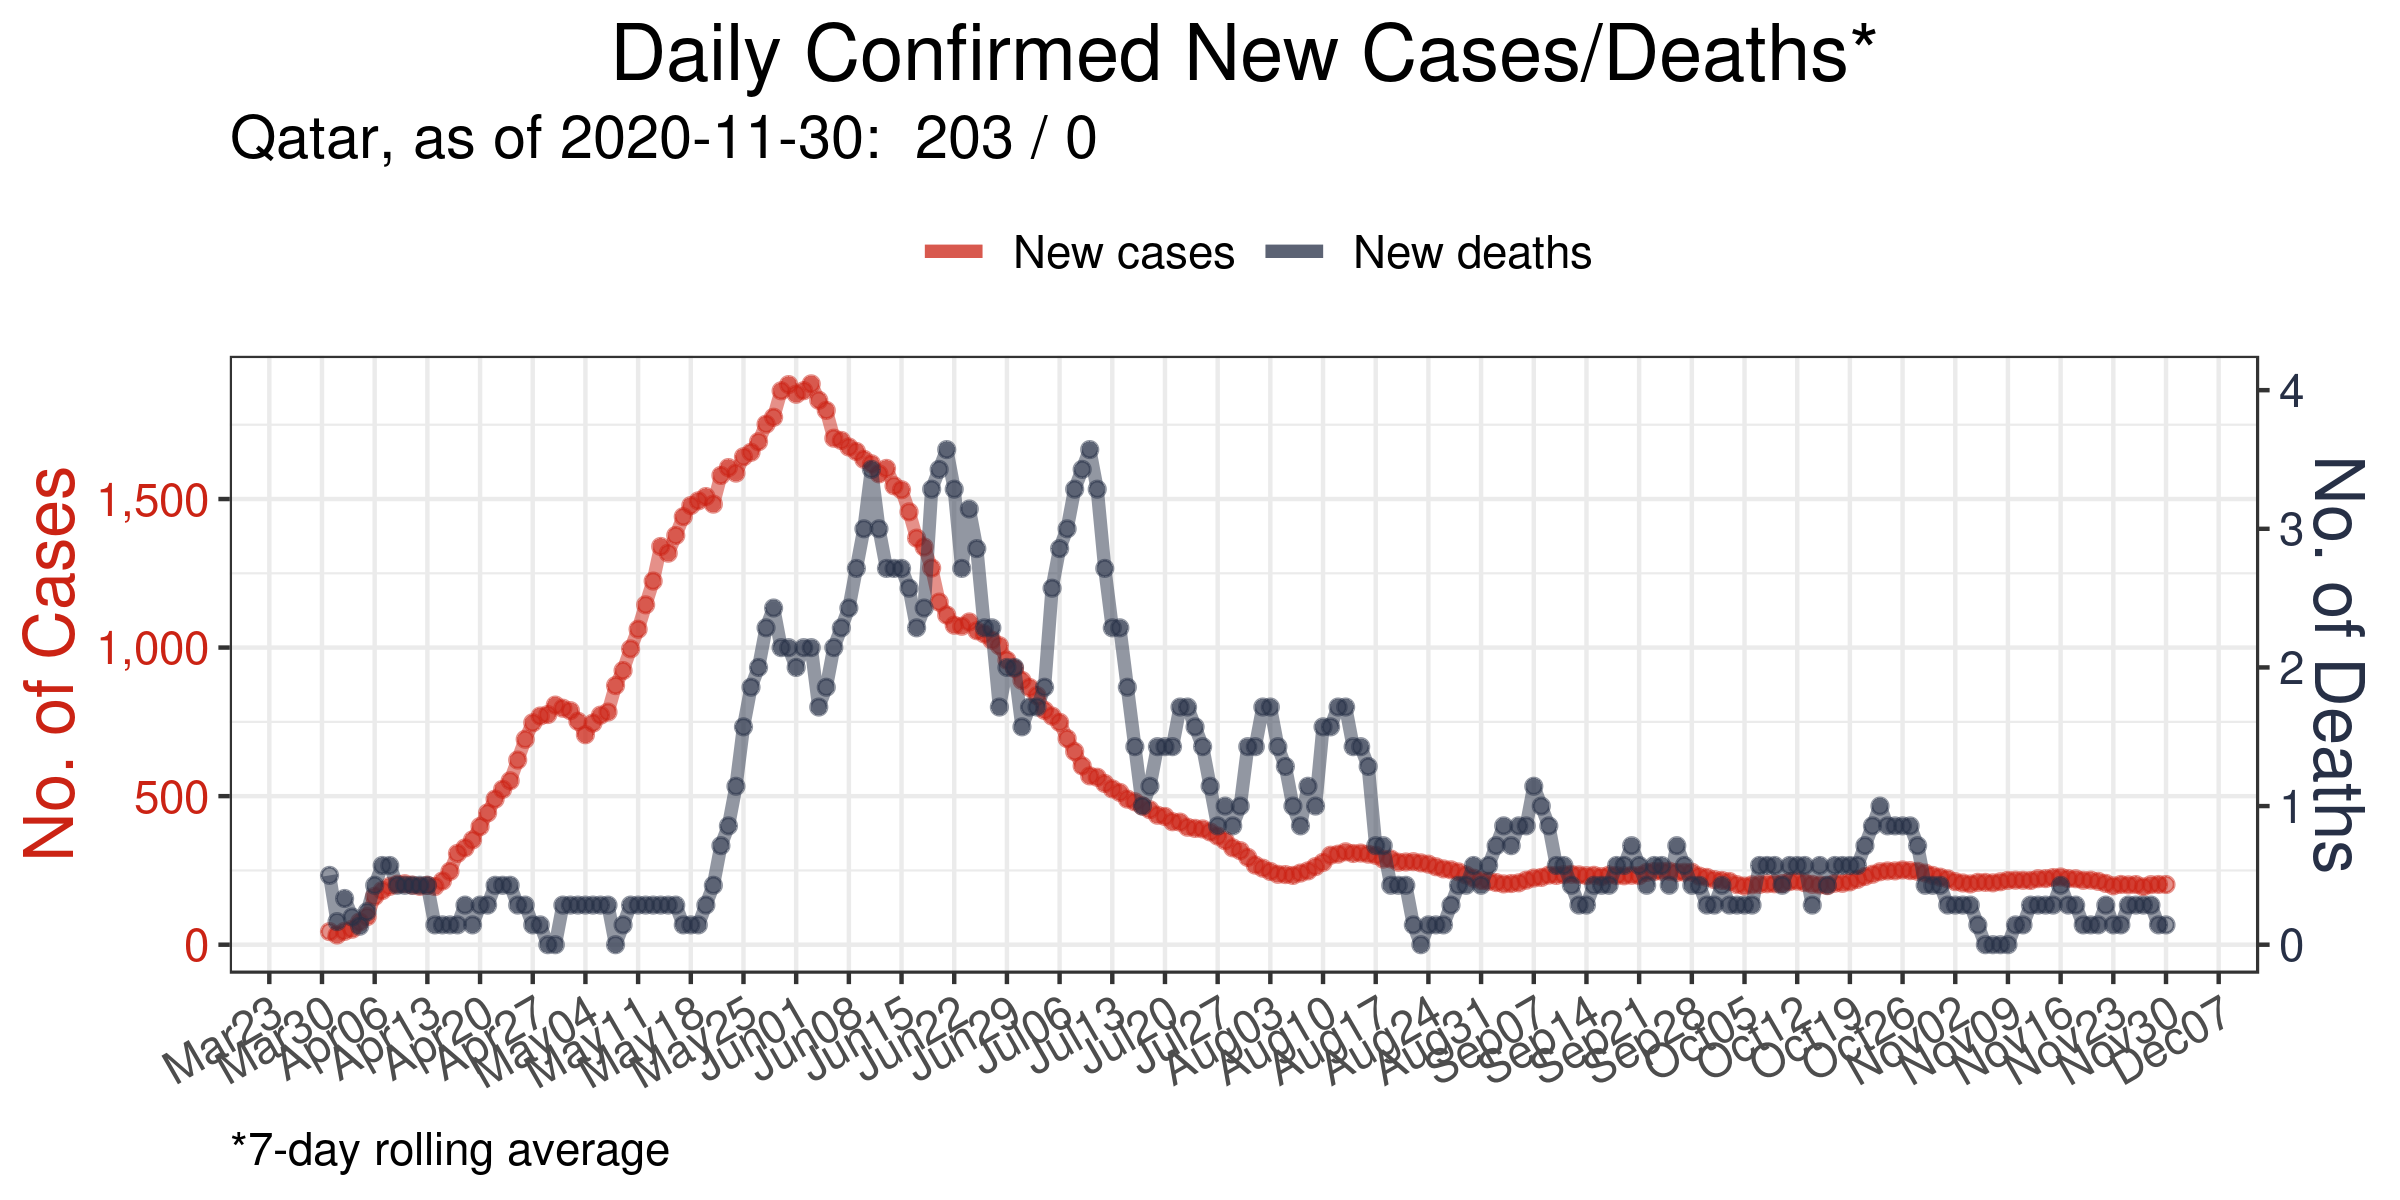 Daily Confirmed New Cases/Deaths*
Qatar, as of 2020-11-30:  203 / 0
New cases
New deaths
No. of Cases
1,500
1,000
500
0
4
3
2
1
0
No. of Deaths
Mar23
Mar30
Apr06
Apr13
Apr20
Apr27
May04
May11
May18
May25
Jun01
Jun08
Jun15
Jun22
Jun29
Jul06
Jul13
Jul20
Jul27
Aug03
Aug10
Aug17
Aug24
Aug31
Sep07
Sep14
Sep21
Sep28
Oct05
Oct12
Oct19
Oct26
Nov02
Nov09
Nov16
Nov23
Nov30
Dec07
*7-day rolling average